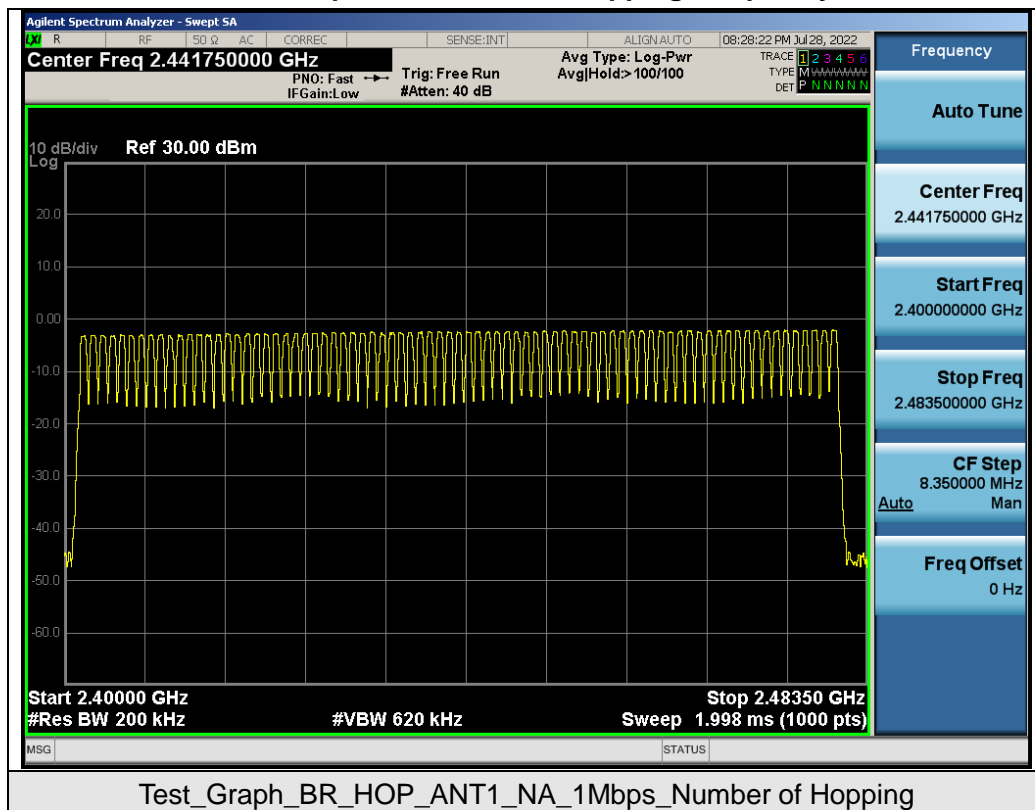 Agilent Spectrum Analyzer - Swept SA
LXI R RF 50 Ω AC CORREC SENSE:INT ALIGN AUTO 08:28:22 PM Jul 28, 2022
Center Freq 2.441750000 GHz
PNO: Fast
IFGain:Low
Trig: Free Run
#Atten: 40 dB
Avg Type: Log-Pwr
Avg|Hold:>100/100
TRACE 1 2 3 4 5 6
TYPE M
DET P N N N N N
Frequency
Auto Tune
Center Freq
2.441750000 GHz
Start Freq
2.400000000 GHz
Stop Freq
2.483500000 GHz
CF Step
8.350000 MHz
Auto Man
Freq Offset
0 Hz
10 dB/div Ref 30.00 dBm
Log
20.0
10.0
0.00
-10.0
-20.0
-30.0
-40.0
-50.0
-60.0
Start 2.40000 GHz Stop 2.48350 GHz
#Res BW 200 kHz #VBW 620 kHz Sweep 1.998 ms (1000 pts)
MSG STATUS
Test_Graph_BR_HOP_ANT1_NA_1Mbps_Number of Hopping